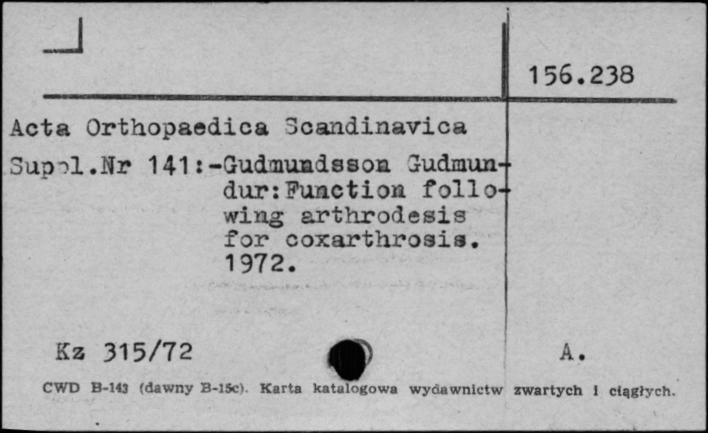 156.238
Acta Orthopaedica Scandinavica
Suppl.Nr 141:-Gudmundsson Gudmun-
dur:Function follo-
wing arthrodesis
for coxarthrosis.
1972.
Kz 315/72 A.
CWD B-143 (dawny B-15c). Karta katalogowa wydawnictw zwartych i ciągłych.